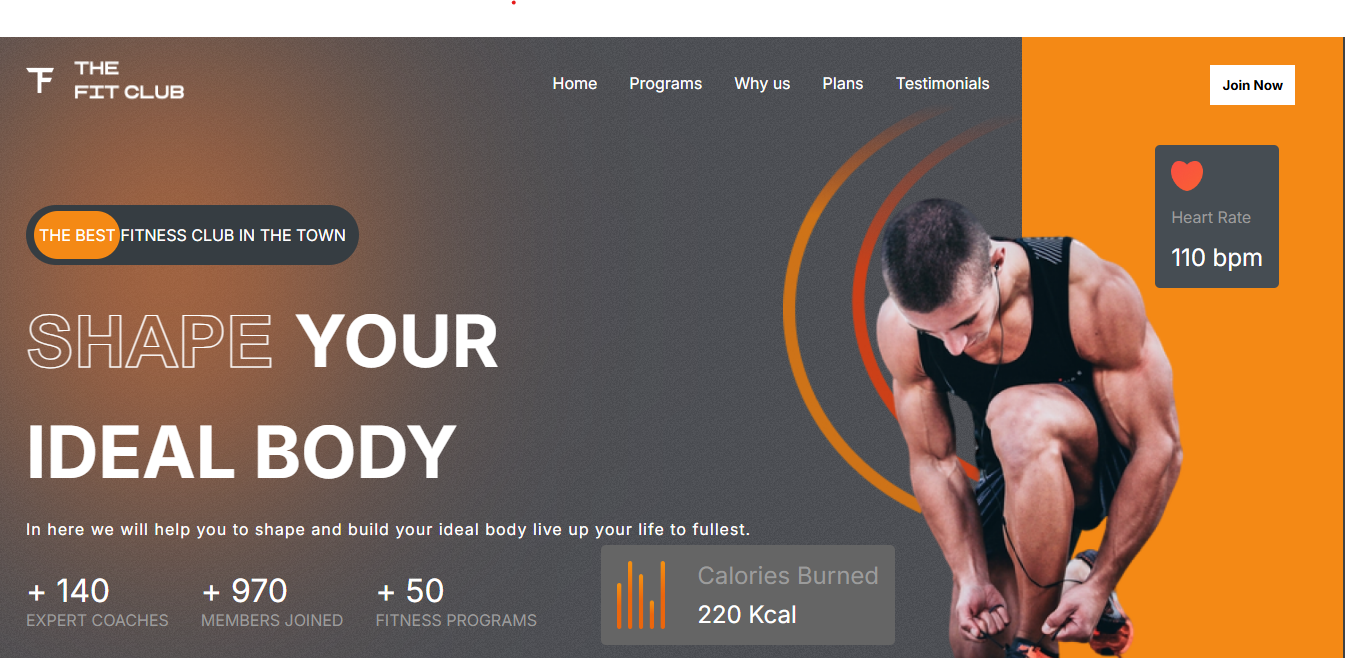 THE
FIT CLUB
Home Programs Why us Plans Testimonials
Join Now
Heart Rate
110 bpm
THE BEST FITNESS CLUB IN THE TOWN
SHAPE YOUR
IDEAL BODY
In here we will help you to shape and build your ideal body live up your life to fullest.
+ 140
EXPERT COACHES
+ 970
MEMBERS JOINED
+ 50
FITNESS PROGRAMS
Calories Burned
220 Kcal